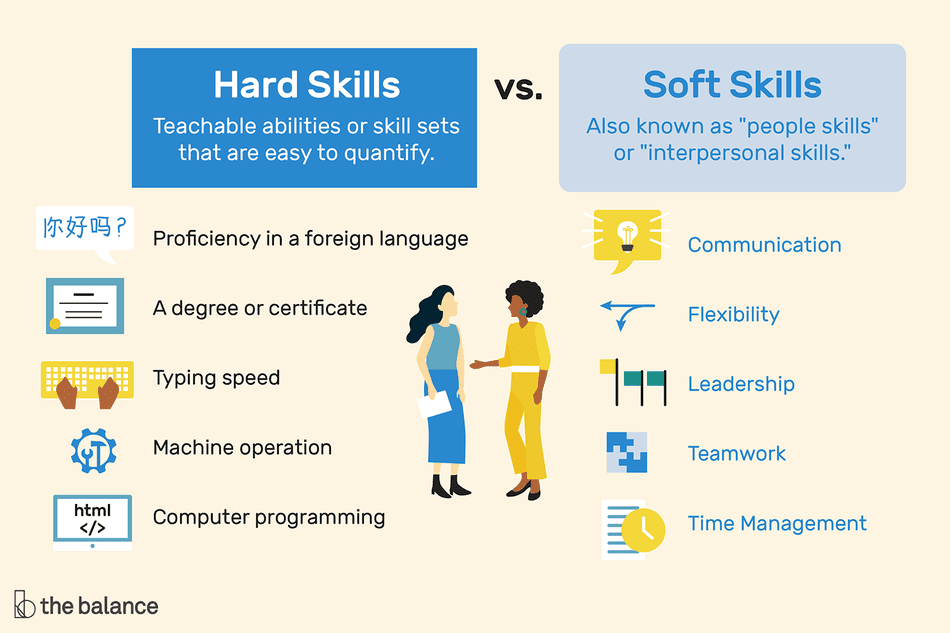 Hard Skills
Teachable abilities or skill sets
that are easy to quantify.
vs.
Soft Skills
Also known as "people skills"
or "interpersonal skills."
你好吗?
Proficiency in a foreign language
A degree or certificate
Typing speed
Machine operation
html
</>
Computer programming
Communication
Flexibility
Leadership
Teamwork
Time Management
the balance